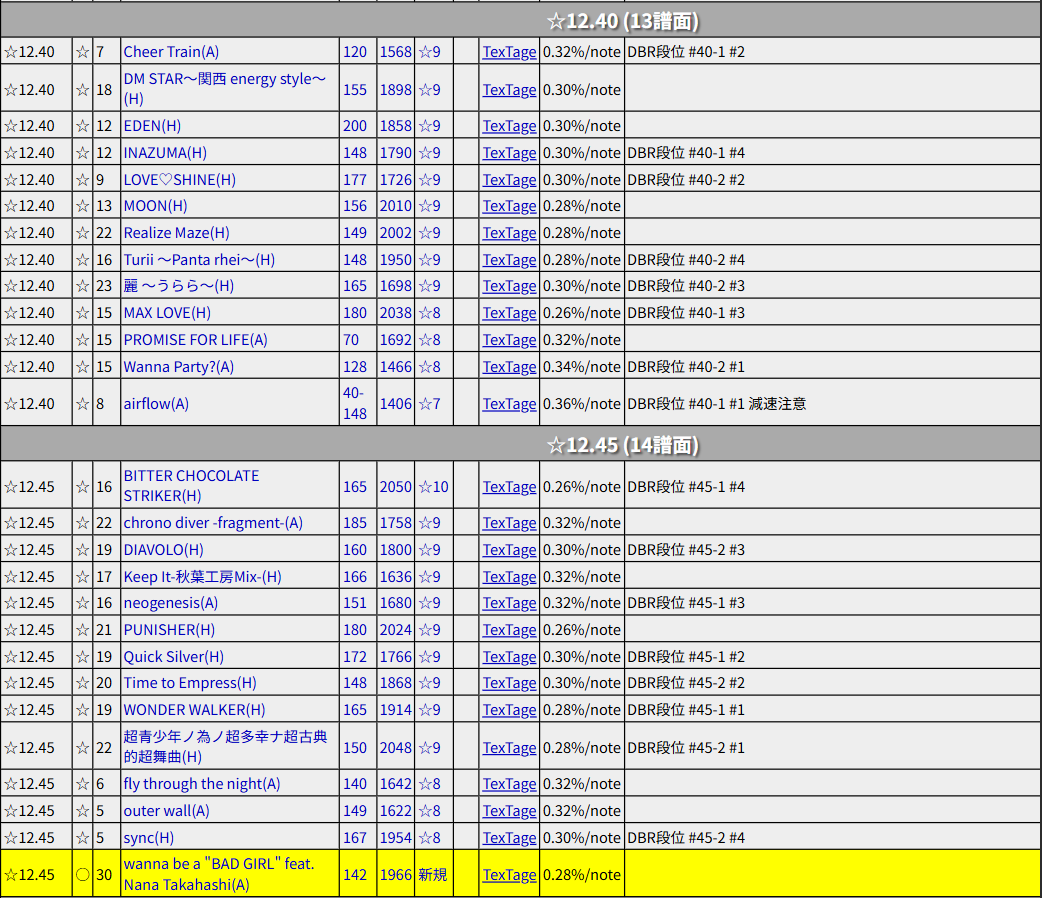 ☆12.40 (13譜面)
☆12.40 ☆ 7 Cheer Train(A) 120 1568 ☆9 TexTage 0.32%/note DBR段位 #40-1 #2
☆12.40 ☆ 18 DM STAR～関西 energy style～
(H) 155 1898 ☆9 TexTage 0.30%/note
☆12.40 ☆ 12 EDEN(H) 200 1858 ☆9 TexTage 0.30%/note
☆12.40 ☆ 12 INAZUMA(H) 148 1790 ☆9 TexTage 0.30%/note DBR段位 #40-1 #4
☆12.40 ☆ 9 LOVE♡SHINE(H) 177 1726 ☆9 TexTage 0.30%/note DBR段位 #40-2 #2
☆12.40 ☆ 13 MOON(H) 156 2010 ☆9 TexTage 0.28%/note
☆12.40 ☆ 22 Realize Maze(H) 149 2002 ☆9 TexTage 0.28%/note
☆12.40 ☆ 16 Turii ～Panta rhei～(H) 148 1950 ☆9 TexTage 0.28%/note DBR段位 #40-2 #4
☆12.40 ☆ 23 麗 ～うらら～(H) 165 1698 ☆9 TexTage 0.30%/note DBR段位 #40-2 #3
☆12.40 ☆ 15 MAX LOVE(H) 180 2038 ☆8 TexTage 0.26%/note DBR段位 #40-1 #3
☆12.40 ☆ 15 PROMISE FOR LIFE(A) 70 1692 ☆8 TexTage 0.32%/note
☆12.40 ☆ 15 Wanna Party?(A) 128 1466 ☆8 TexTage 0.34%/note DBR段位 #40-2 #1
☆12.40 ☆ 8 airflow(A) 40-
148 1406 ☆7 TexTage 0.36%/note DBR段位 #40-1 #1 減速注意
☆12.45 (14譜面)
☆12.45 ☆ 16 BITTER CHOCOLATE
STRIKER(H) 165 2050 ☆10 TexTage 0.26%/note DBR段位 #45-1 #4
☆12.45 ☆ 22 chrono diver -fragment-(A) 185 1758 ☆9 TexTage 0.32%/note
☆12.45 ☆ 19 DIAVOLO(H) 160 1800 ☆9 TexTage 0.30%/note DBR段位 #45-2 #3
☆12.45 ☆ 17 Keep It-秋葉工房Mix-(H) 166 1636 ☆9 TexTage 0.32%/note
☆12.45 ☆ 16 neogenesis(A) 151 1680 ☆9 TexTage 0.32%/note DBR段位 #45-1 #3
☆12.45 ☆ 21 PUNISHER(H) 180 2024 ☆9 TexTage 0.26%/note
☆12.45 ☆ 19 Quick Silver(H) 172 1766 ☆9 TexTage 0.30%/note DBR段位 #45-1 #2
☆12.45 ☆ 20 Time to Empress(H) 148 1868 ☆9 TexTage 0.30%/note DBR段位 #45-2 #2
☆12.45 ☆ 19 WONDER WALKER(H) 165 1914 ☆9 TexTage 0.28%/note DBR段位 #45-1 #1
☆12.45 ☆ 22 超青少年ノ為ノ超多幸ナ超古典
的超舞曲(H) 150 2048 ☆9 TexTage 0.28%/note DBR段位 #45-2 #1
☆12.45 ☆ 6 fly through the night(A) 140 1642 ☆8 TexTage 0.32%/note
☆12.45 ☆ 5 outer wall(A) 149 1622 ☆8 TexTage 0.32%/note
☆12.45 ☆ 5 sync(H) 167 1954 ☆8 TexTage 0.30%/note DBR段位 #45-2 #4
☆12.45 ○ 30 wanna be a "BAD GIRL" feat.
Nana Takahashi(A) 142 1966 新規 TexTage 0.28%/note